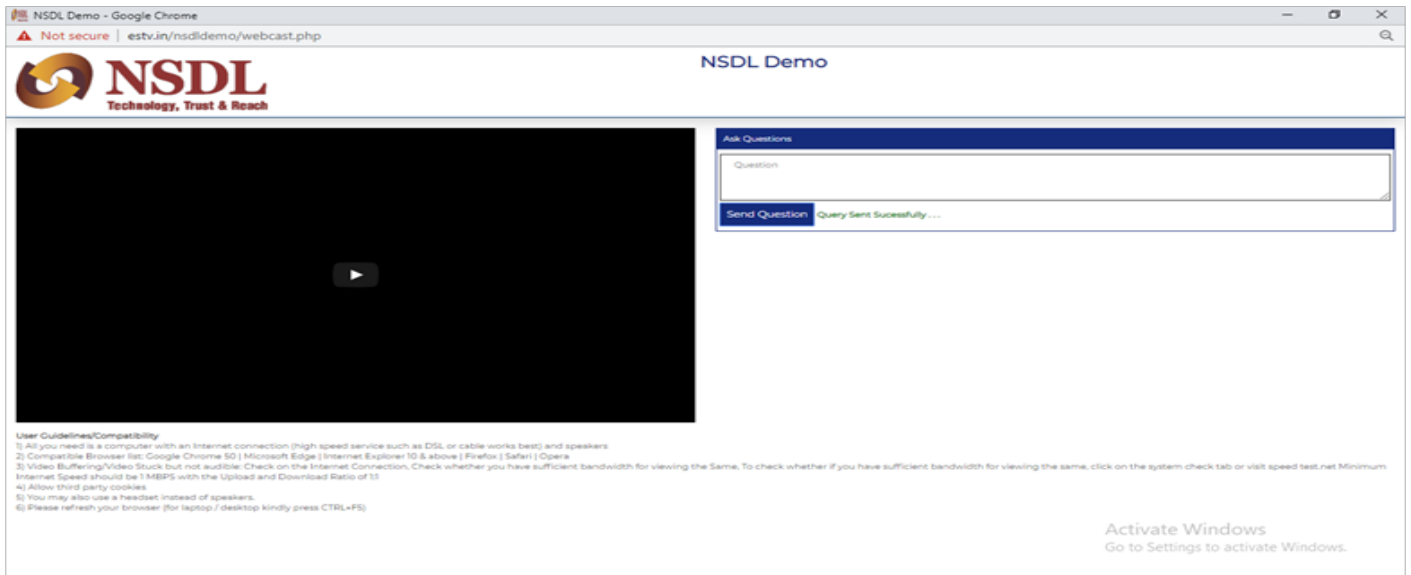 NSDL Demo - Google Chrome
Not secure | estv.in/nsdldemo/webcast.php
NSDL
Technology, Trust & Reach
NSDL Demo
Ask Questions
Question
Send Question Query Sent Sucessfully . . .
User Guidelines/Compatibility
1) All you need is a computer with an Internet connection (high speed service such as DSL or cable works best) and speakers
2) Compatible Browser list: Google Chrome 50 | Microsoft Edge | Internet Explorer 10 & above | Firefox | Safari | Opera
3) Video Buffering/Video Stuck but not audible: Check on the Internet Connection, Check whether you have sufficient bandwidth for viewing the Same, To check whether if you have sufficient bandwidth for viewing the same, click on the system check tab or visit speed test.net Minimum
Internet Speed should be 1 MBPS with the Upload and Download Ratio of 1:1
4) Allow third party cookies
5) You may also use a headset instead of speakers.
6) Please refresh your browser (for laptop / desktop kindly press CTRL+F5)
Activate Windows
Go to Settings to activate Windows.